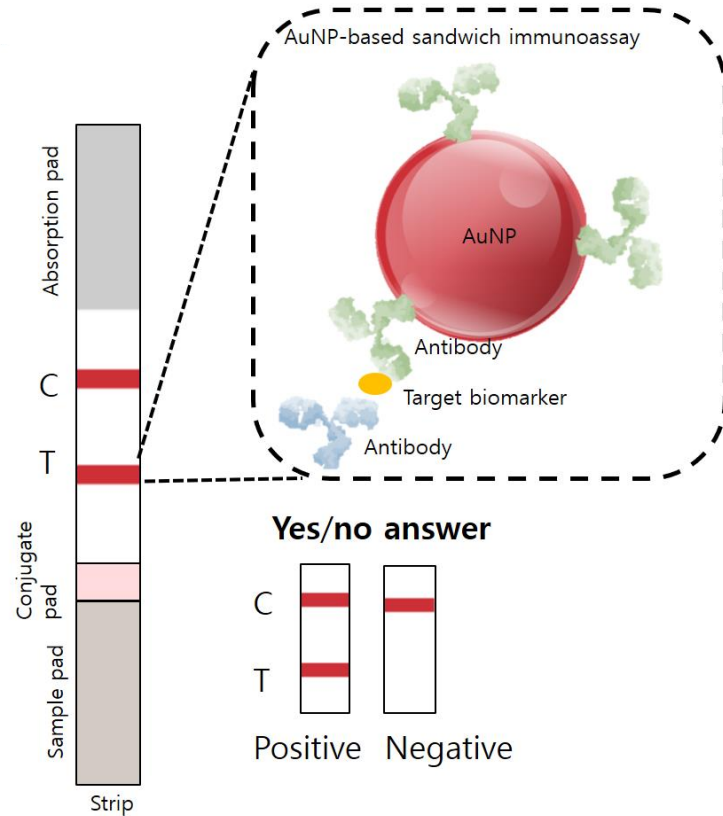 AuNP-based sandwich immunoassay
AuNP
Antibody
Target biomarker
Antibody
Absorption pad
C
T
Conjugate
pad
Sample pad
Strip
Yes/no answer
C
T
Positive
Negative